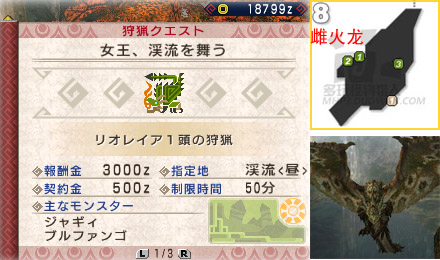 18799z
狩猟クエスト
女王、渓流を舞う
リオレイア1頭の狩猟
報酬金 3000z
指定地 渓流<昼>
契約金 500z
制限時間 50分
主なモンスター
ジャギィ
ブルファンゴ
L 1/3 R
8
雌火龙
1
2
3
1